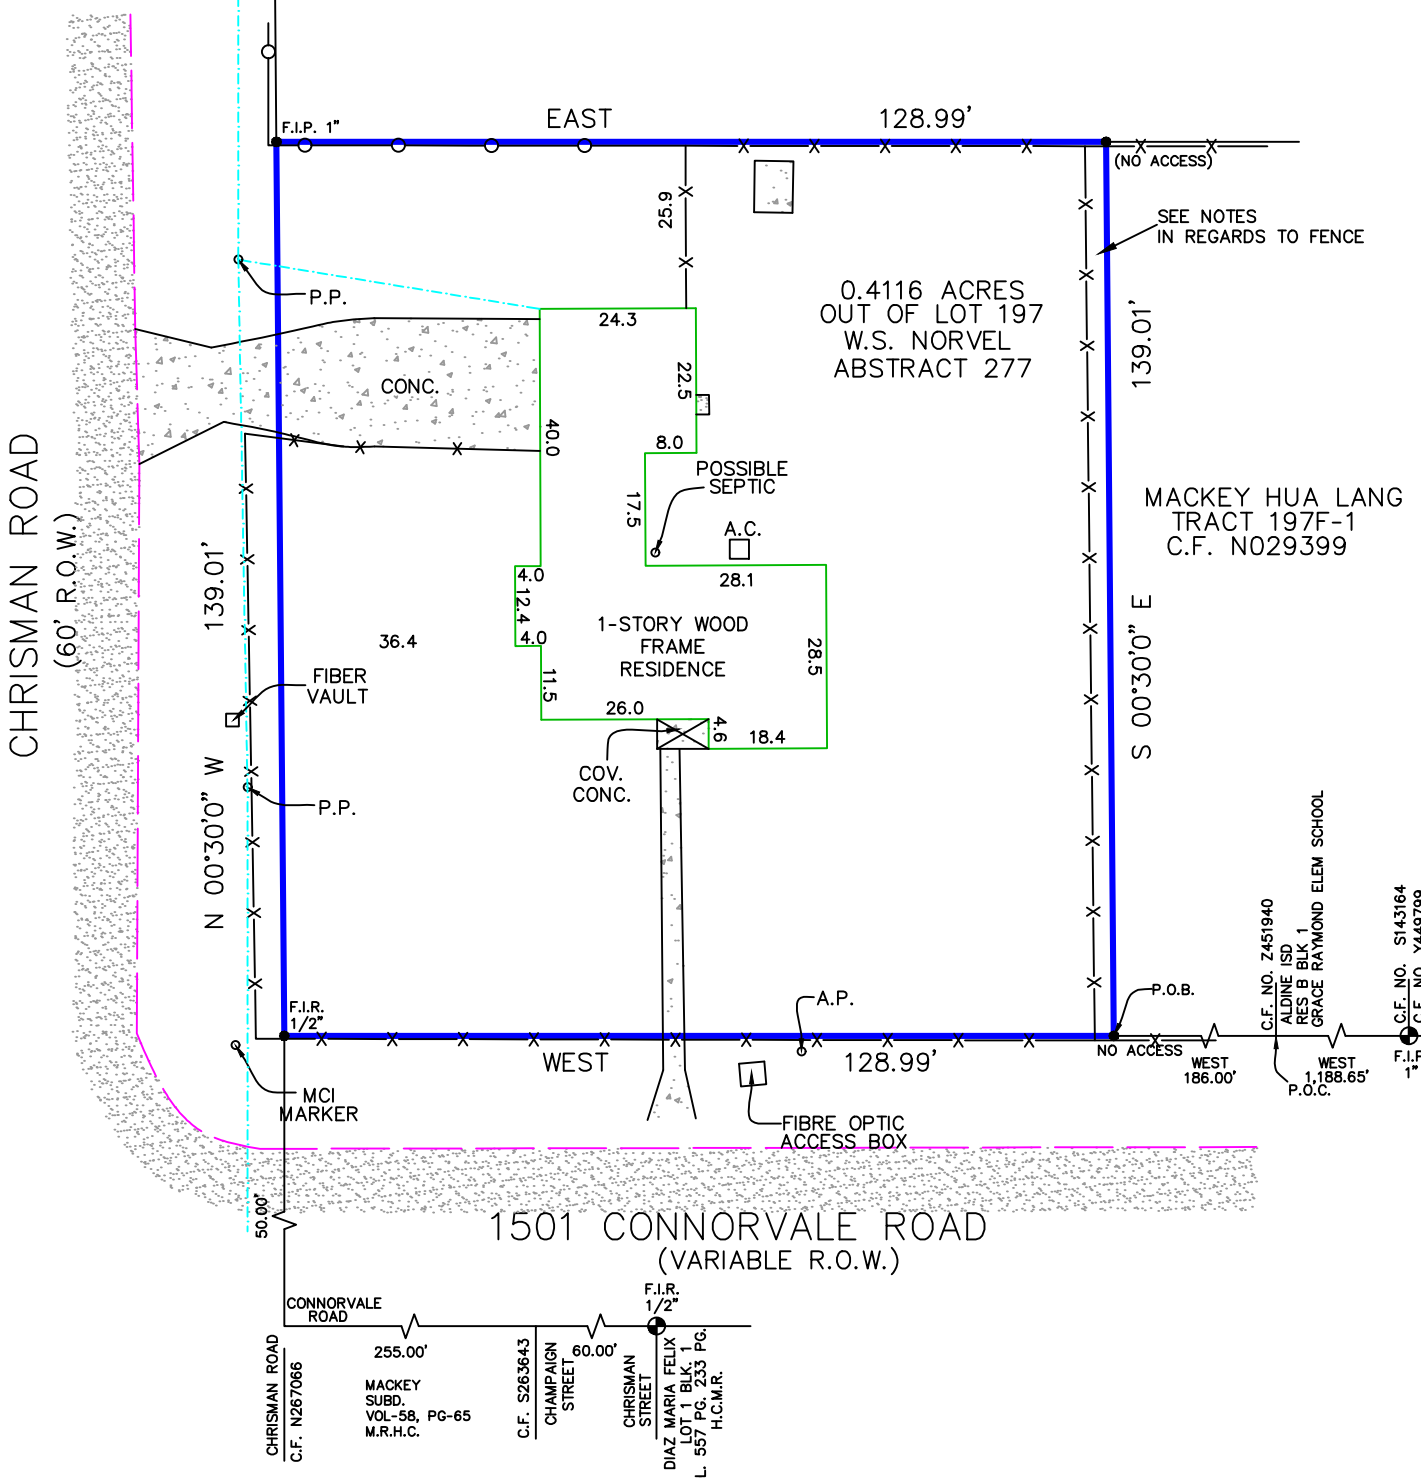 EAST
128.99'
F.I.P. 1"
(NO ACCESS)
SEE NOTES
IN REGARDS TO FENCE
25.9
P.P.
24.3
0.4116 ACRES
OUT OF LOT 197
W.S. NORVEL
ABSTRACT 277
139.01'
S 00°30'0" E
CONC.
22.5
40.0
8.0
POSSIBLE
SEPTIC
17.5
A.C.
28.1
MACKEY HUA LANG
TRACT 197F-1
C.F. N029399
CHRISMAN ROAD
(60' R.O.W.)
139.01'
N 00°30'0" W
4.0
12.4
4.0
36.4
1-STORY WOOD
FRAME
RESIDENCE
28.5
FIBER
VAULT
11.5
26.0
4.6
18.4
COV.
CONC.
P.P.
F.I.R.
1/2"
A.P.
P.O.B.
WEST
128.99'
NO ACCESS
WEST
186.00'
C.F. NO. Z451940
ALDINE ISD
RES B BLK 1
GRACE RAYMOND ELEM SCHOOL
WEST
1,188.65'
P.O.C.
C.F. NO. S143164
C.F. NO.
F.I.P.
1"
MCI
MARKER
FIBRE OPTIC
ACCESS BOX
50.00'
1501 CONNORVALE ROAD
(VARIABLE R.O.W.)
F.I.R.
1/2"
CONNORVALE
ROAD
255.00'
60.00'
CHRISMAN ROAD
C.F. N267066
MACKEY
SUBD.
VOL-58, PG-65
M.R.H.C.
C.F. S263643
CHAMPAIGN
STREET
CHRISMAN
STREET
DIAZ MARIA FELIX
LOT 1 BLK. 1
L. 557 PG. 233 PG.
H.C.M.R.